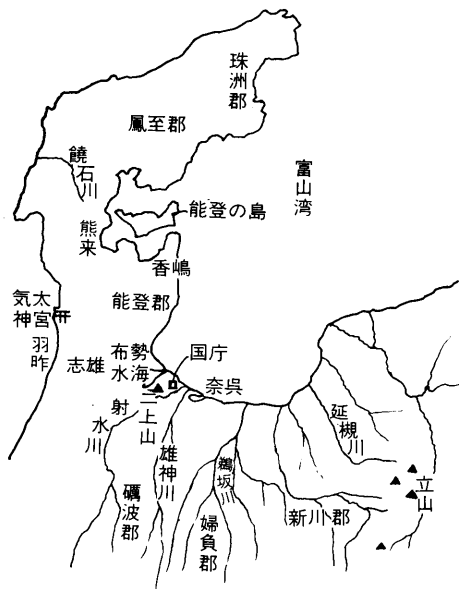 珠洲郡
鳳至郡
饒石川
富山湾
能登の島
熊来
香嶋
能登郡
気太
神宮
羽咋
志雄
布勢
水海
国庁
奈呉
二上山
射
水川
雄神川
鵜坂川
延槻川
立山
礪波郡
婦負郡
新川郡